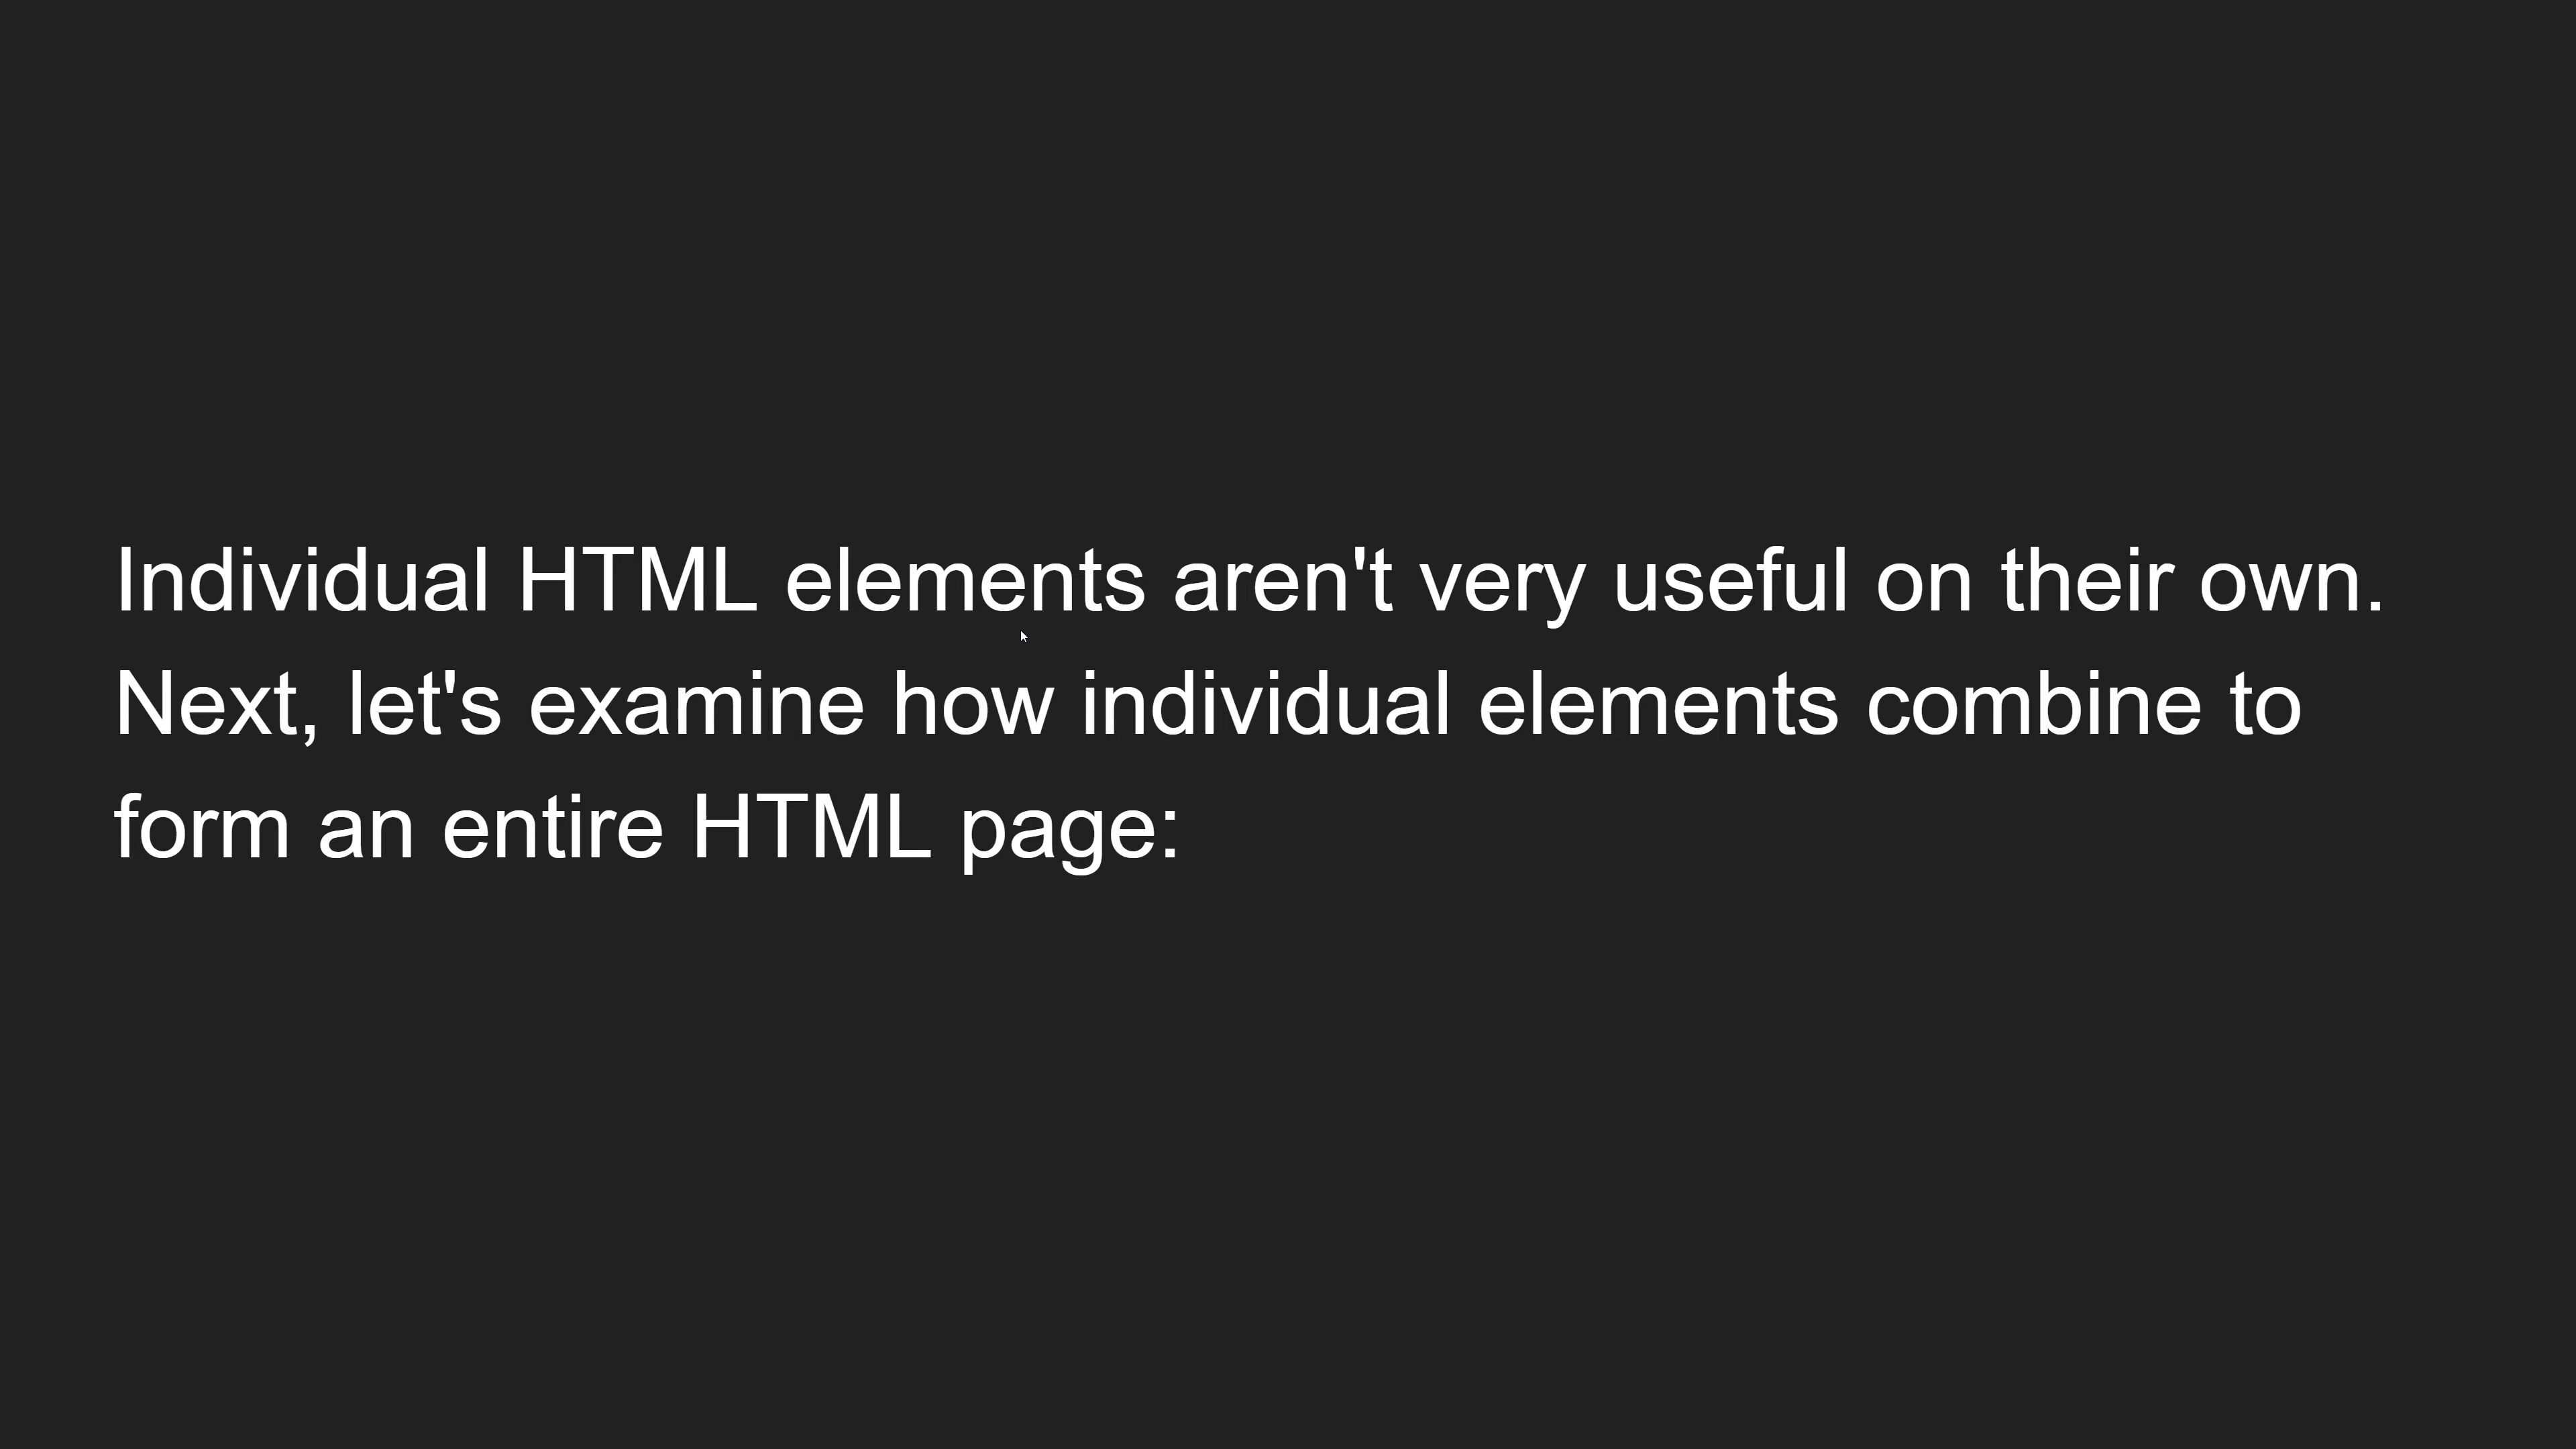 Individual HTML elements aren't very useful on their own.
Next, let's examine how individual elements combine to
form an entire HTML page: